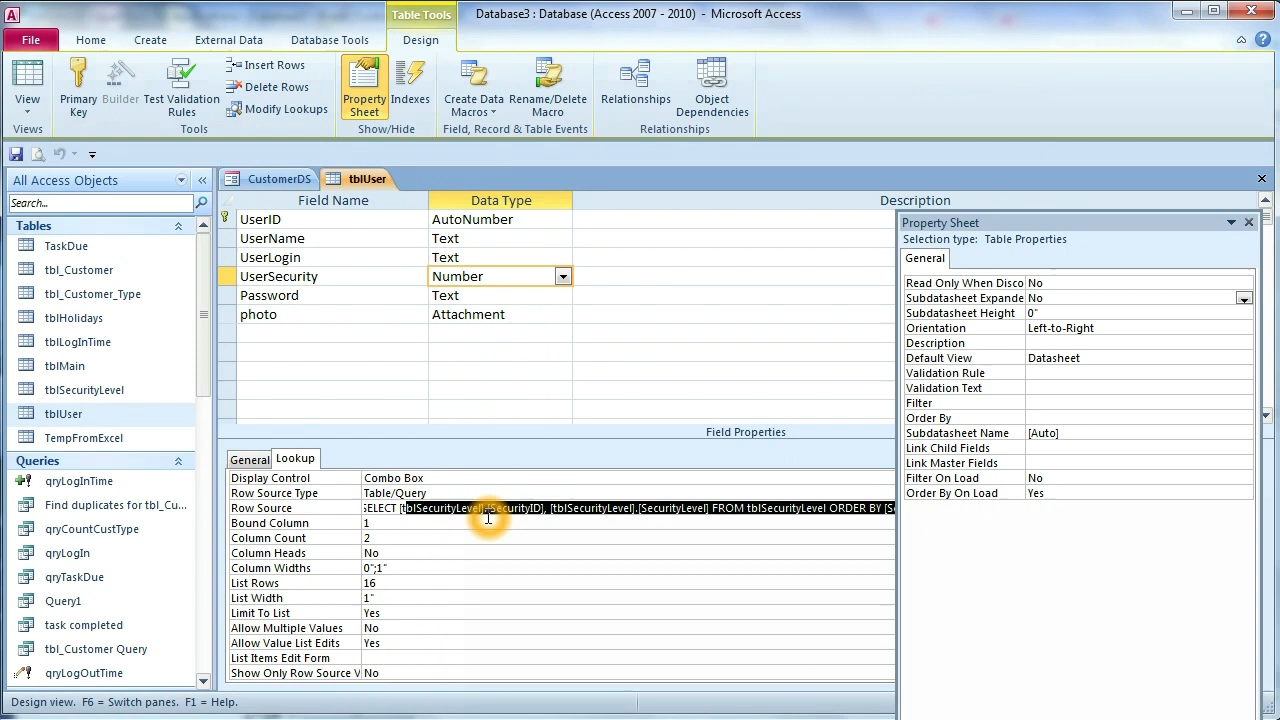 Table Tools
Database3 : Database (Access 2007 - 2010) - Microsoft Access
File
Home
Create
External Data
Database Tools
Design
View
Primary Key
Builder
Test Validation Rules
Insert Rows
Delete Rows
Modify Lookups
Property Sheet
Indexes
Create Data Macros
Rename/Delete Macro
Relationships
Object Dependencies
Views
Tools
Show/Hide
Field, Record & Table Events
Relationships
All Access Objects
Search...
Tables
TaskDue
tbl_Customer
tbl_Customer_Type
tblHolidays
tblLogInTime
tblMain
tblSecurityLevel
tblUser
TempFromExcel
Queries
qryLogInTime
Find duplicates for tbl_Cu...
qryCountCustType
qryLogIn
qryTaskDue
Query1
task completed
tbl_Customer Query
qryLogOutTime
CustomerDS
tblUser
Field Name Data Type Description
UserID AutoNumber
UserName Text
UserLogin Text
UserSecurity Number
Password Text
photo Attachment
Field Properties
General Lookup
Display Control Combo Box
Row Source Type Table/Query
Row Source SELECT [tblSecurityLevel].[SecurityID], [tblSecurityLevel].[SecurityLevel] FROM tblSecurityLevel ORDER BY [Se
Bound Column 1
Column Count 2
Column Heads No
Column Widths 0";1"
List Rows 16
List Width 1"
Limit To List Yes
Allow Multiple Values No
Allow Value List Edits Yes
List Items Edit Form
Show Only Row Source V No
Property Sheet
Selection type: Table Properties
General
Read Only When Disco No
Subdatasheet Expande No
Subdatasheet Height 0"
Orientation Left-to-Right
Description
Default View Datasheet
Validation Rule
Validation Text
Filter
Order By
Subdatasheet Name [Auto]
Link Child Fields
Link Master Fields
Filter On Load No
Order By On Load Yes
Design view. F6 = Switch panes. F1 = Help.